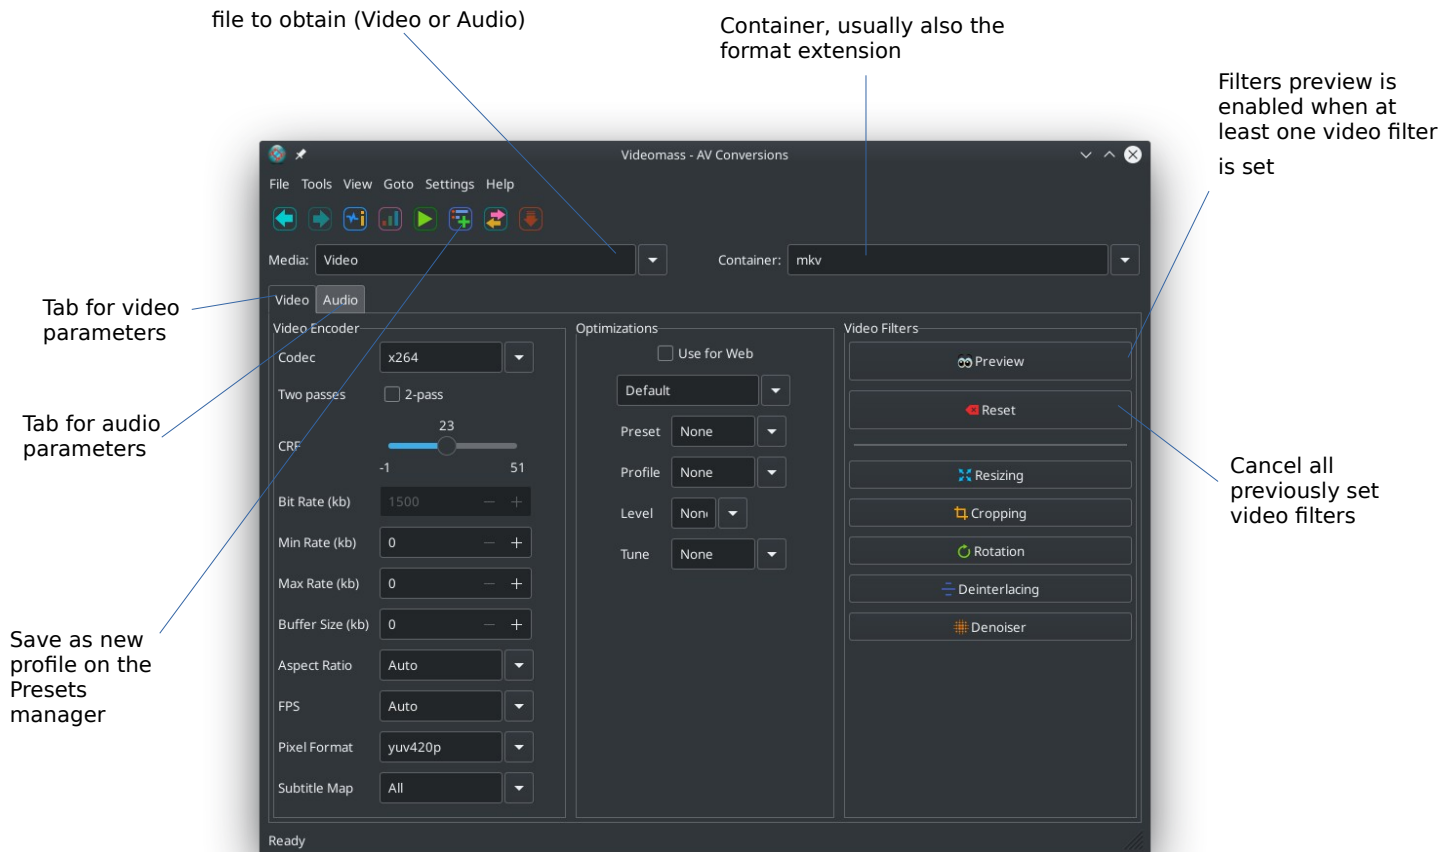 file to obtain (Video or Audio)
Container, usually also the
format extension
Filters preview is
enabled when at
least one video filter
is set
Videomass - AV Conversions
File Tools View Goto Settings Help
Media: Video
Container: mkv
Tab for video
parameters
Tab for audio
parameters
Save as new
profile on the
Presets
manager
Video Audio
Video Encoder
Codec x264
Two passes 2-pass
CRF 23
-1 51
Bit Rate (kb) 1500
Min Rate (kb) 0
Max Rate (kb) 0
Buffer Size (kb) 0
Aspect Ratio Auto
FPS Auto
Pixel Format yuv420p
Subtitle Map All
Optimizations
Use for Web
Default
Preset None
Profile None
Level Non
Tune None
Video Filters
Preview
Reset
Resizing
Cropping
Rotation
Deinterlacing
Denoiser
Cancel all
previously set
video filters
Ready